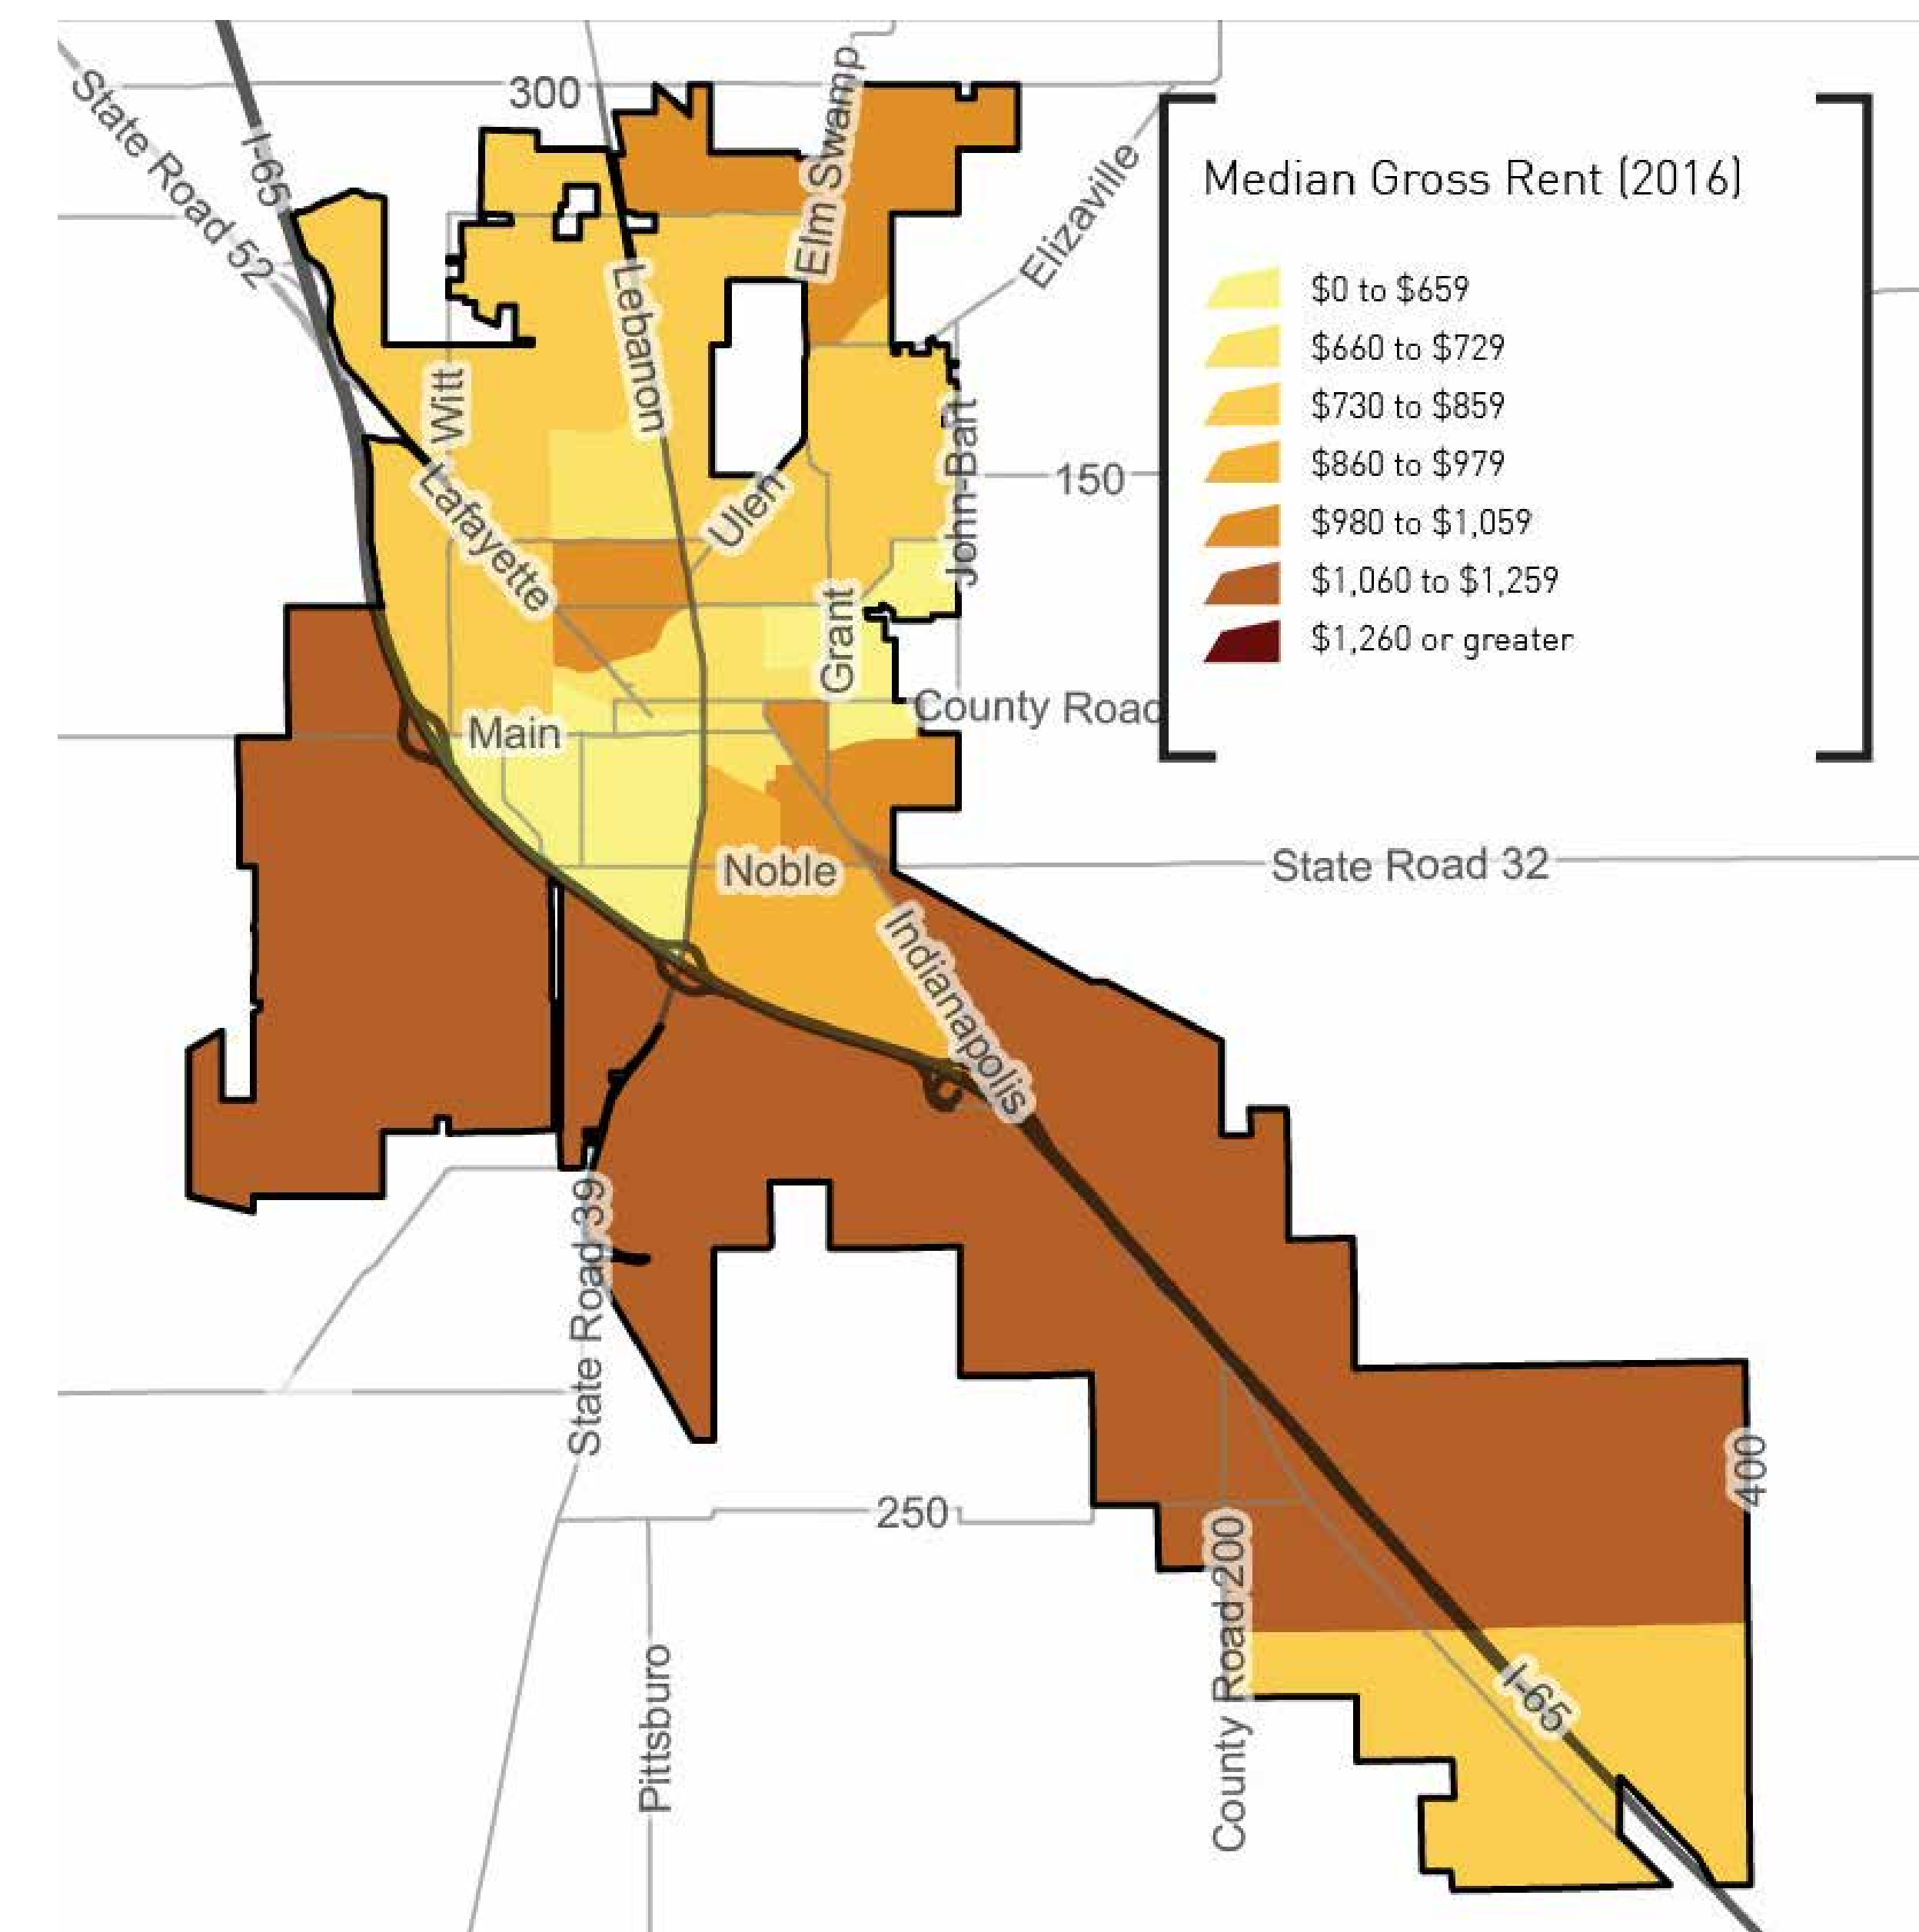 300
State Road 52
I-65
Elm Swamp
Elizaville
Lebanon
Witt
Lafayette
Ulen
John-Bart
150
Grant
Main
County Road
Noble
State Road 32
Indianapolis
State Road 39
250
400
County Road 200
I-65
Pittsburo
Median Gross Rent (2016)
$0 to $659
$660 to $729
$730 to $859
$860 to $979
$980 to $1,059
$1,060 to $1,259
$1,260 or greater